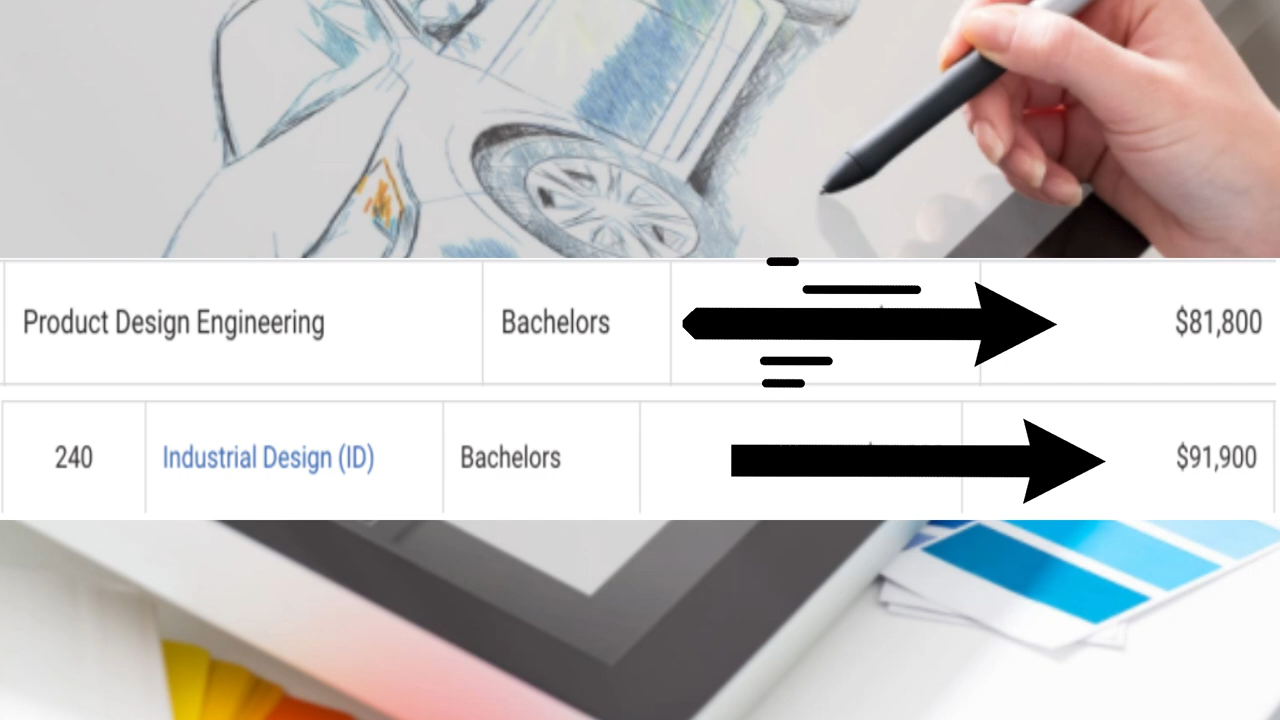 Product Design Engineering Bachelors $81,800
240 Industrial Design (ID) Bachelors $91,900